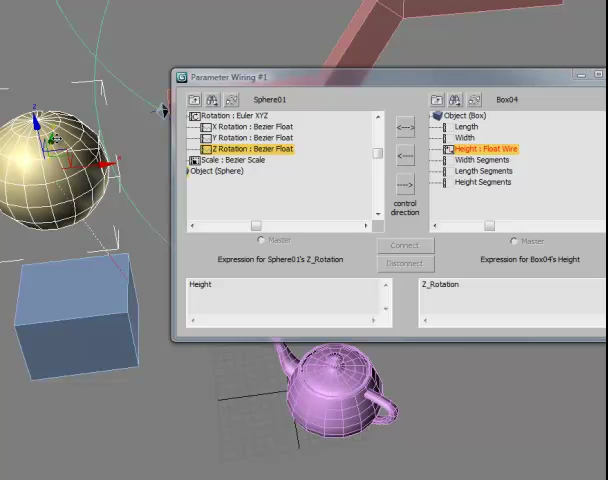 Parameter Wiring #1
Sphere01
Box04
Rotation : Euler XYZ
X Rotation : Bezier Float
Y Rotation : Bezier Float
Z Rotation : Bezier Float
Scale : Bezier Scale
Object (Sphere)
Object (Box)
Length
Width
Height : Float Wire
Width Segments
Length Segments
Height Segments
<--->
<---
--->
control
direction
Master
Connect
Master
Expression for Sphere01's Z_Rotation
Disconnect
Expression for Box04's Height
Height
Z_Rotation
z
x